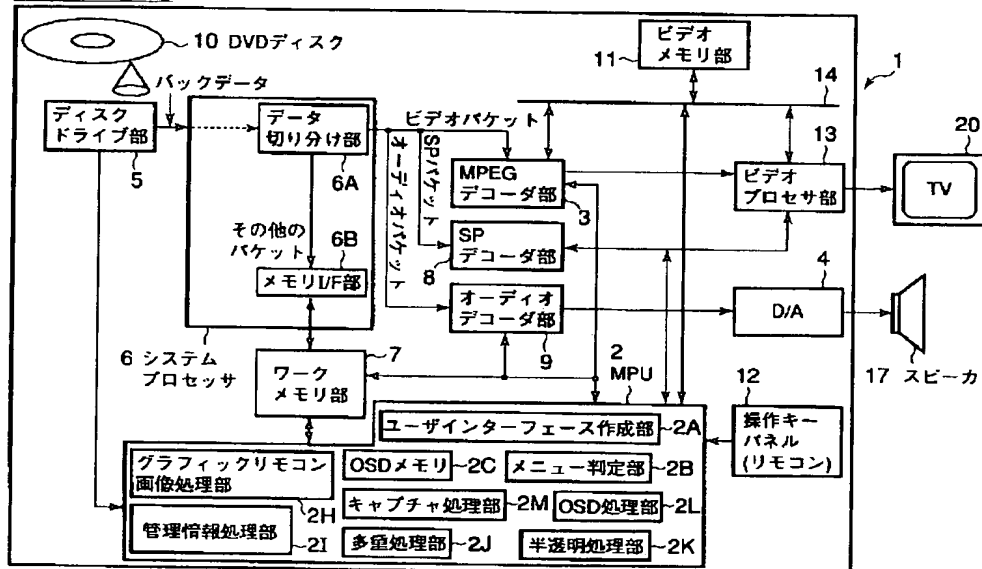 10 DVDディスク
パックデータ
ディスク
ドライブ部
5
データ
切り分け部
6A
その他の
パケット
6B
メモリI/F部
6 システム
プロセッサ
ビデオパケット
SPパケット
オーディオパケット
MPEG
デコーダ部
3
SP
デコーダ部
8
オーディオ
デコーダ部
9
ビデオ
メモリ部
11
14
1
13
ビデオ
プロセサ部
20
TV
4
D/A
17 スピーカ
7
ワーク
メモリ部
2
MPU
12
操作キー
パネル
(リモコン)
ユーザインターフェース作成部
2A
グラフィックリモコン
画像処理部
2H
OSDメモリ
2C
メニュー判定部
2B
キャプチャ処理部
2M
OSD処理部
2L
管理情報処理部
2I
多重処理部
2J
半透明処理部
2K